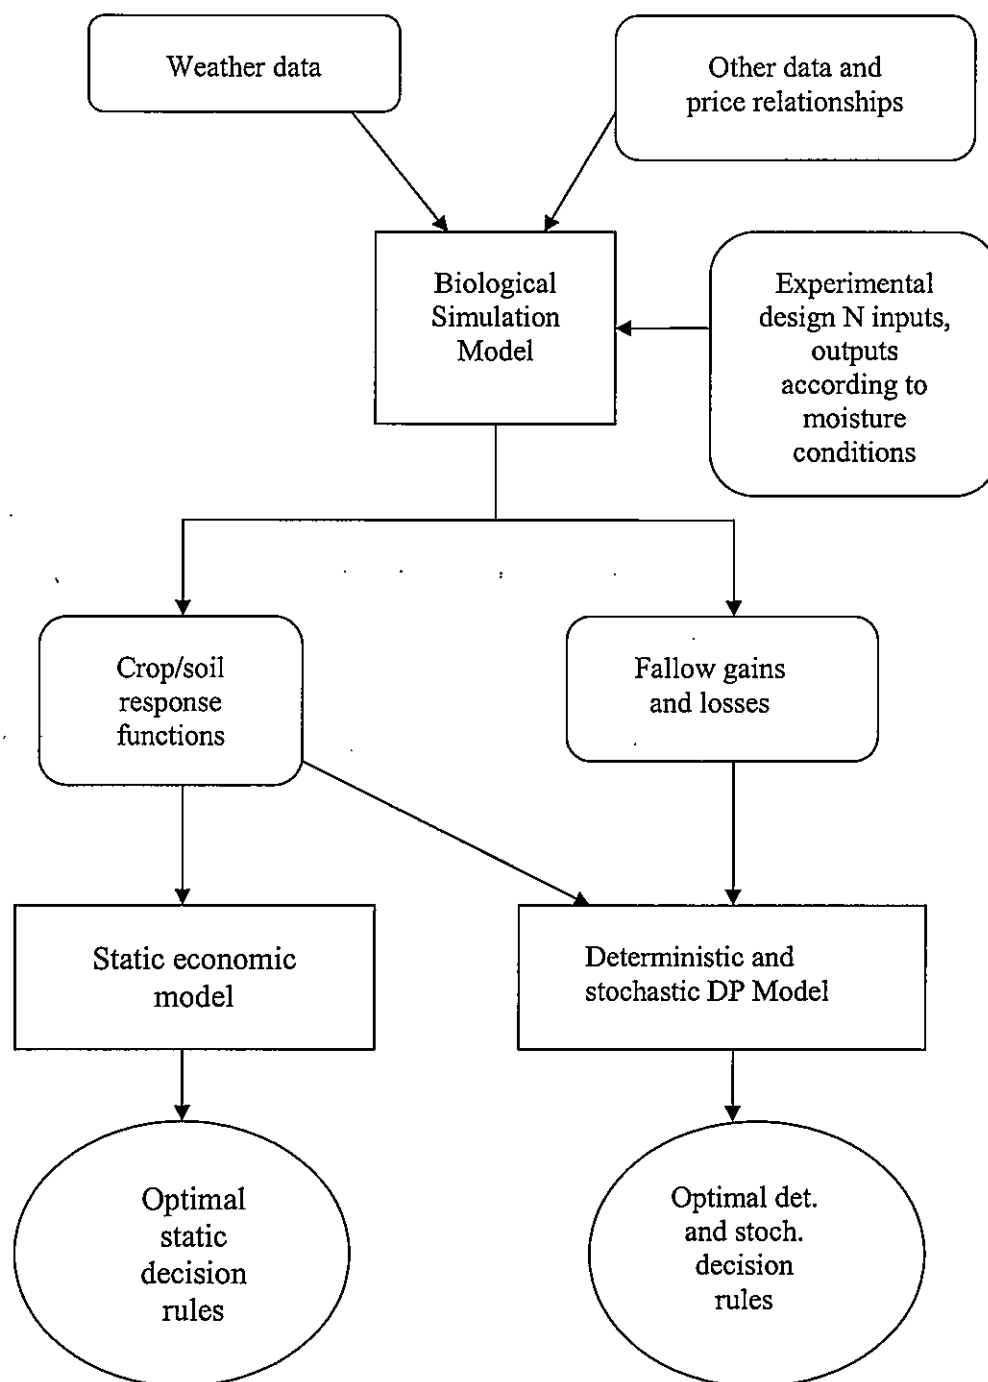 Weather data
Other data and
price relationships
Biological
Simulation
Model
Experimental
design N inputs,
outputs
according to
moisture
conditions
Crop/soil
response
functions
Fallow gains
and losses
Static economic
model
Deterministic and
stochastic DP Model
Optimal
static
decision
rules
Optimal det.
and stoch.
decision
rules